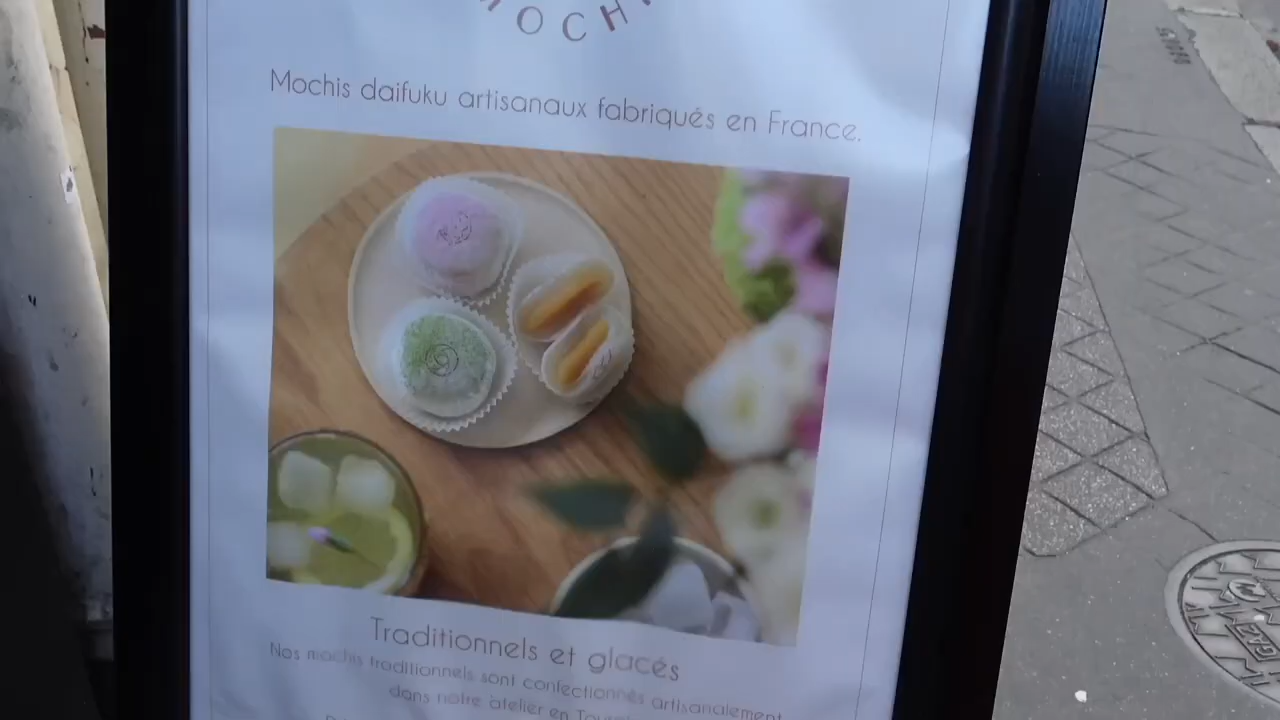 MOCHI
Mochis daifuku artisanaux fabriqués en France.
Traditionnels et glacés
Nos mochis traditionnels sont confectionnés artisanalement
dans notre atelier en
GAZ